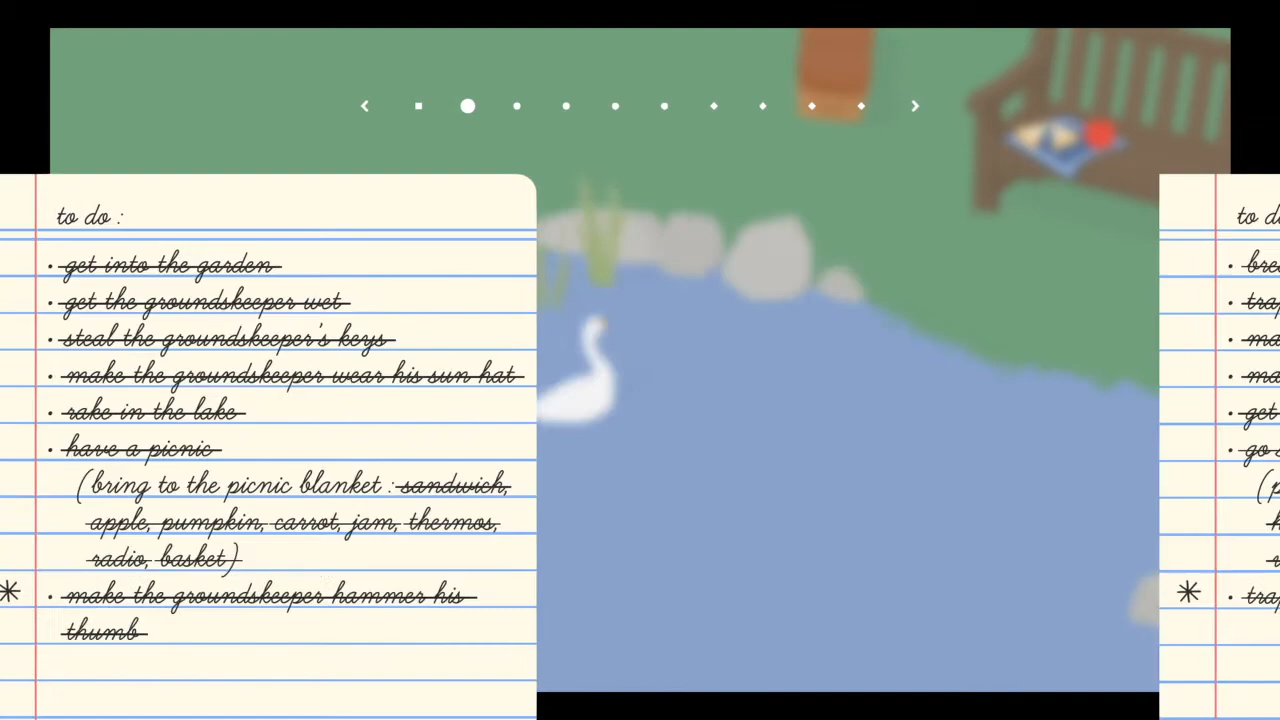 to do :
• get into the garden
• get the groundskeeper wet
• steal the groundskeeper's keys
• make the groundskeeper wear his sun hat
• rake in the lake
• have a picnic
(bring to the picnic blanket : sandwich,
apple, pumpkin, carrot, jam, thermos,
radio, basket)
• make the groundskeeper hammer his
thumb
to d